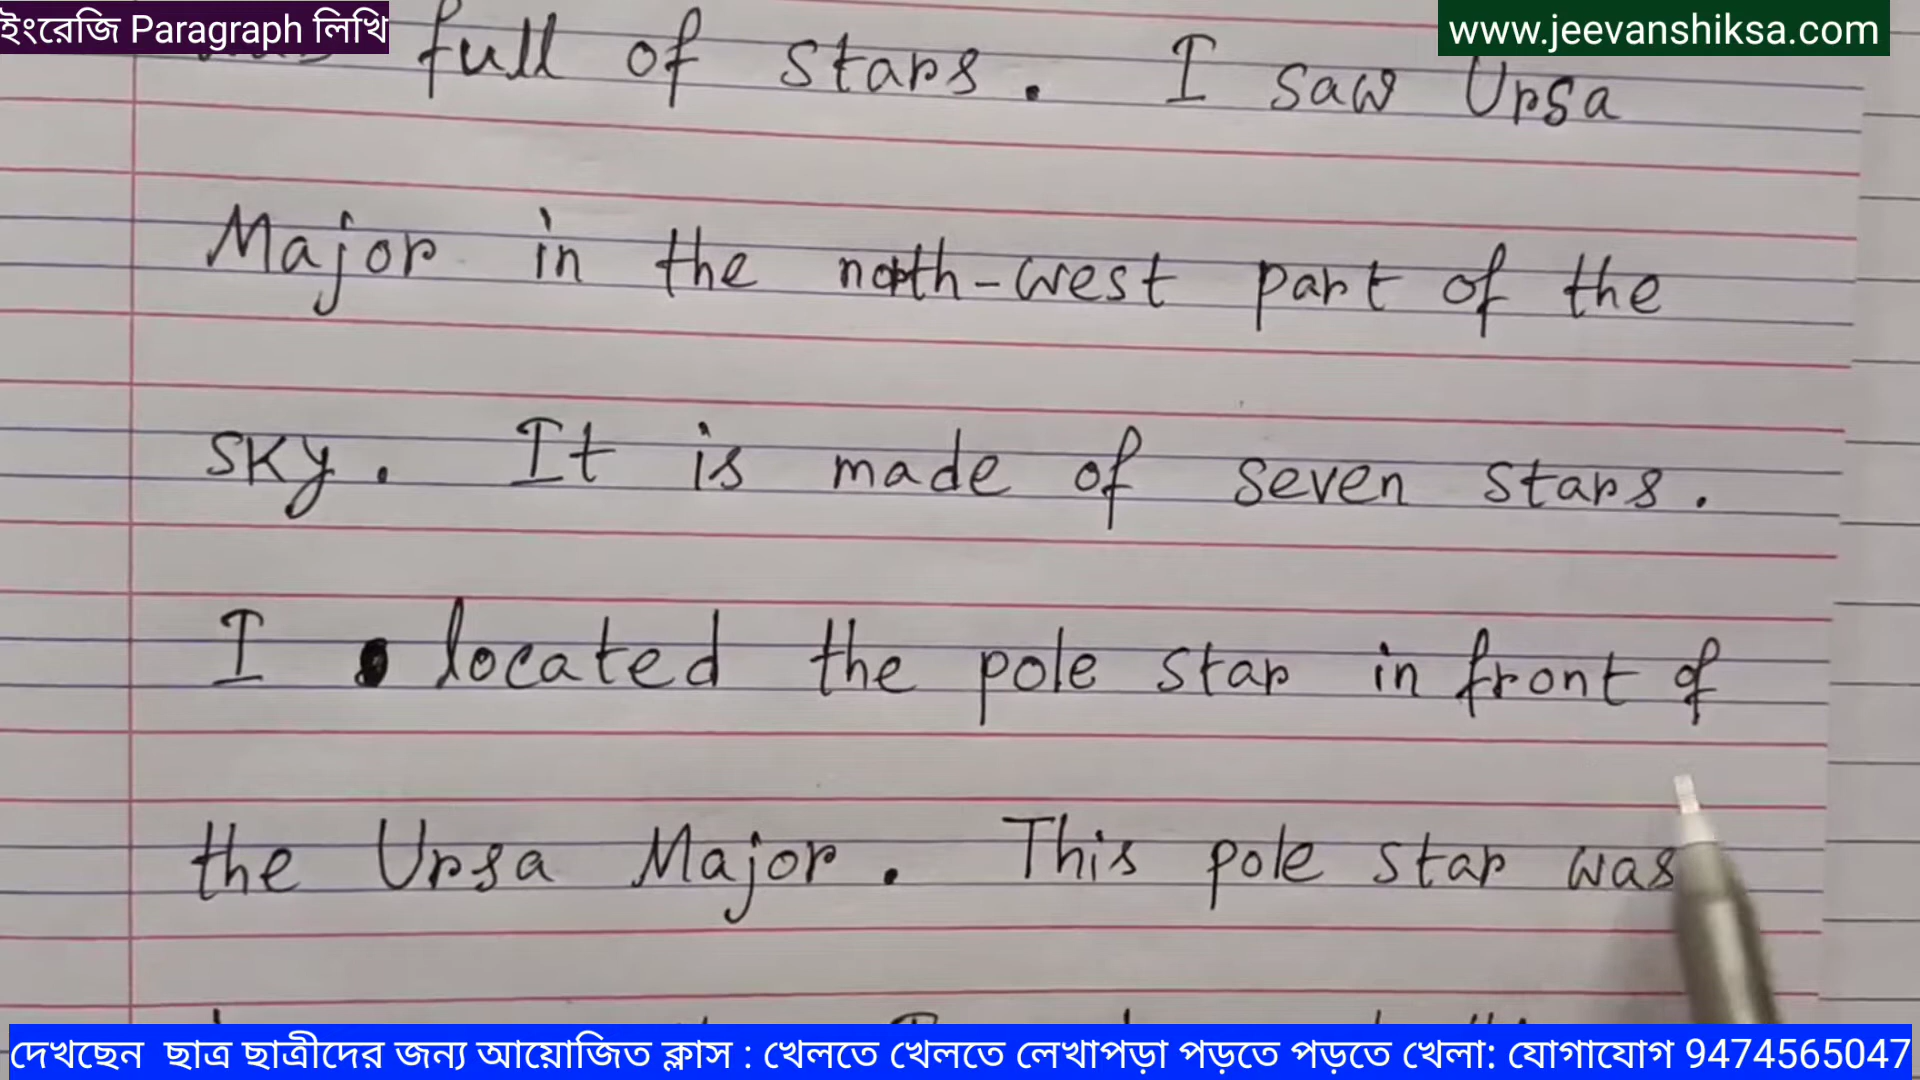 ইংরেজি Paragraph লিখি
www.jeevanshiksa.com
full of stars. I saw Ursa
Major in the north-west part of the
sky. It is made of seven stars.
I located the pole star in front of
the Ursa Major. This pole star was
দেখছেন ছাত্র ছাত্রীদের জন্য আয়োজিত ক্লাস : খেলতে খেলতে লেখাপড়া পড়তে পড়তে খেলা: যোগাযোগ 9474565047